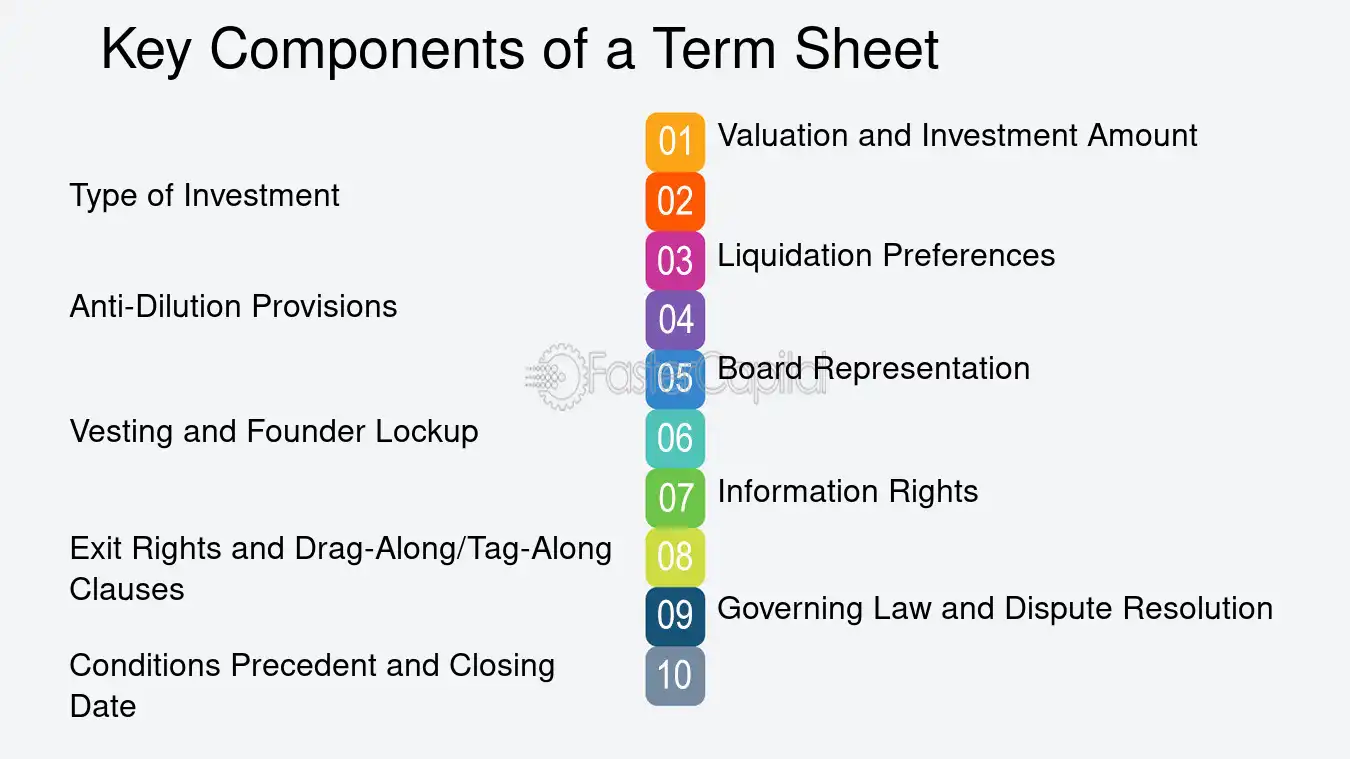 Key Components of a Term Sheet
01
Valuation and Investment Amount
Type of Investment
02
03
Liquidation Preferences
Anti-Dilution Provisions
04
FasterCapital
05
Board Representation
Vesting and Founder Lockup
06
07
Information Rights
Exit Rights and Drag-Along/Tag-Along
Clauses
08
09
Governing Law and Dispute Resolution
Conditions Precedent and Closing
Date
10